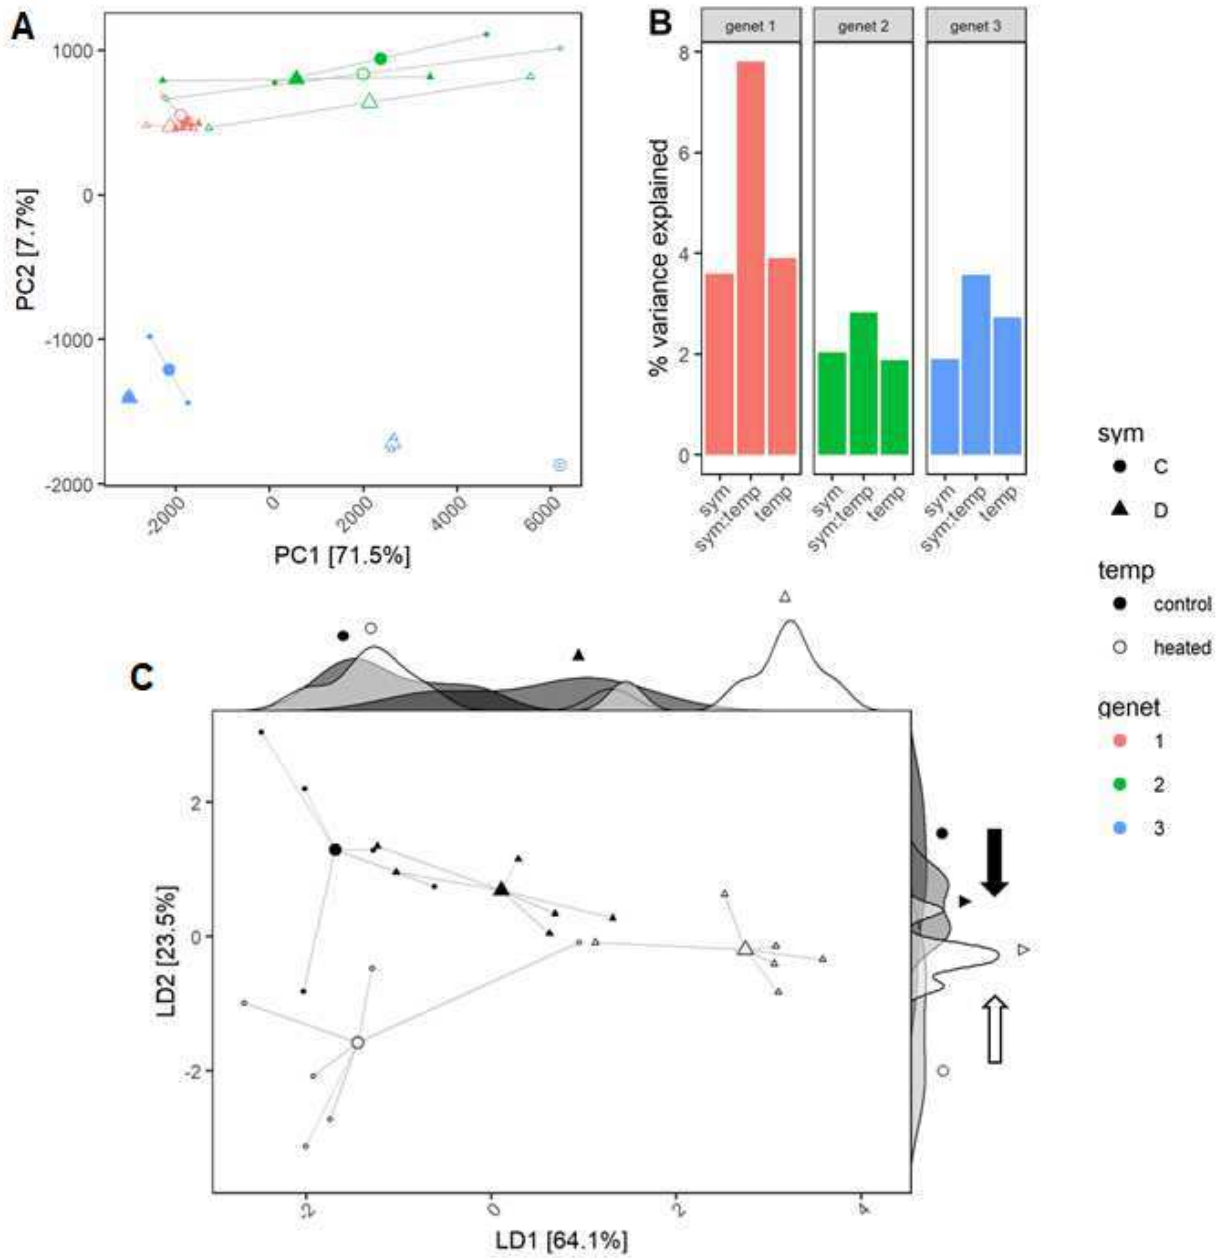 A
1000
0
-1000
-2000
PC2 [7.7%]
-2000
0
2000
4000
6000
PC1 [71.5%]
B
genet 1
genet 2
genet 3
8
6
4
2
0
% variance explained
sym
sym:temp
temp
sym
sym:temp
temp
sym
sym:temp
temp
sym
C
D
temp
control
heated
genet
1
2
3
C
2
0
-2
LD2 [23.5%]
-2
0
2
4
LD1 [64.1%]